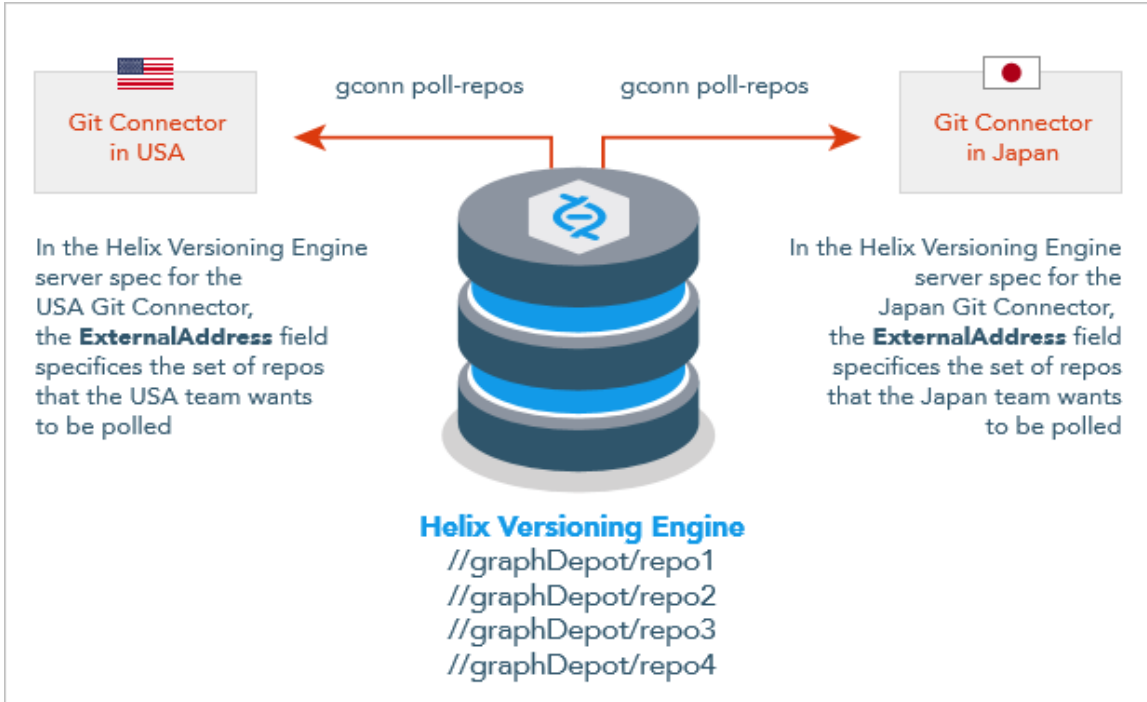 gconn poll-repos
gconn poll-repos
Git Connector
in USA
Git Connector
in Japan
In the Helix Versioning Engine
server spec for the
USA Git Connector,
the ExternalAddress field
specifices the set of repos
that the USA team wants
to be polled
In the Helix Versioning Engine
server spec for the
Japan Git Connector,
the ExternalAddress field
specifices the set of repos
that the Japan team wants
to be polled
Helix Versioning Engine
//graphDepot/repo1
//graphDepot/repo2
//graphDepot/repo3
//graphDepot/repo4